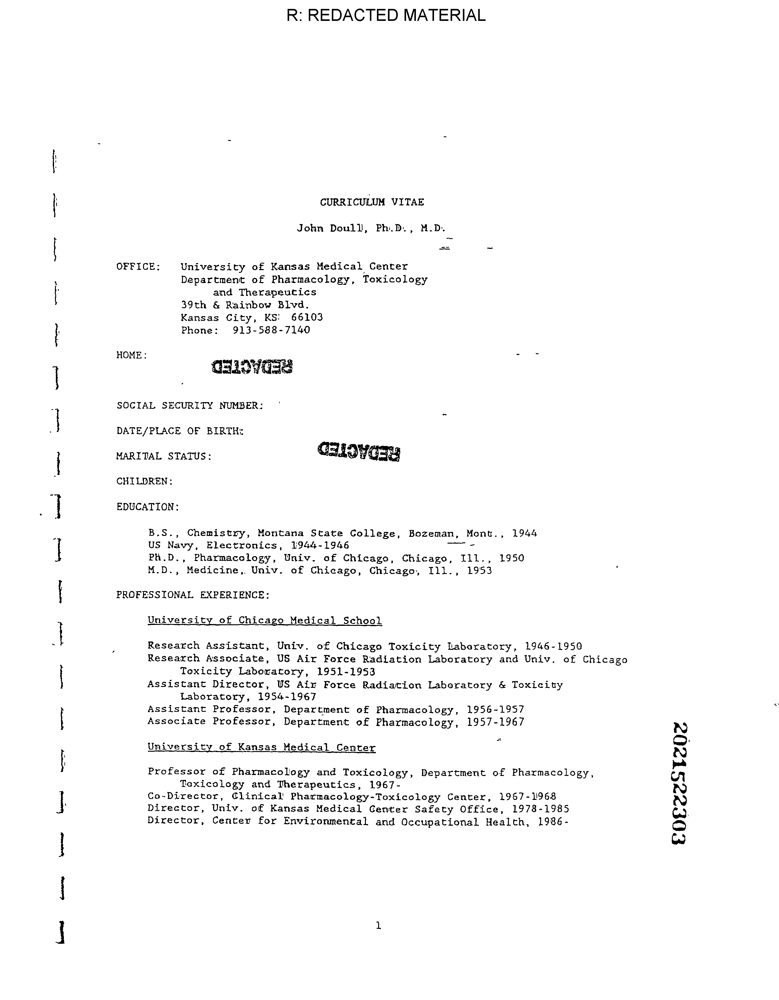 R: REDACTED MATERIAL
CURRICULUM VITAE
John Doull, Ph.D., M.D.
OFFICE: University of Kansas Medical Center
Department of Pharmacology, Toxicology
and Therapeutics
39th & Rainbow Blvd.
Kansas City, KS: 66103
Phone: 913-588-7140
HOME:
REDACTED
SOCIAL SECURITY NUMBER:
DATE/PLACE OF BIRTH:
MARITAL STATUS:
REDACTED
CHILDREN:
EDUCATION:
B.S., Chemistry, Montana State College, Bozeman, Mont., 1944
US Navy, Electronics, 1944-1946
Ph.D., Pharmacology, Univ. of Chicago, Chicago, Ill., 1950
M.D., Medicine, Univ. of Chicago, Chicago, Ill., 1953
PROFESSIONAL EXPERIENCE:
University of Chicago Medical School
Research Assistant, Univ. of Chicago Toxicity Laboratory, 1946-1950
Research Associate, US Air Force Radiation Laboratory and Univ. of Chicago
Toxicity Laboratory, 1951-1953
Assistant Director, US Air Force Radiation Laboratory & Toxicity
Laboratory, 1954-1967
Assistant Professor, Department of Pharmacology, 1956-1957
Associate Professor, Department of Pharmacology, 1957-1967
University of Kansas Medical Center
Professor of Pharmacology and Toxicology, Department of Pharmacology,
Toxicology and Therapeutics, 1967-
Co-Director, Clinical Pharmacology-Toxicology Center, 1967-1968
Director, Univ. of Kansas Medical Center Safety Office, 1978-1985
Director, Center for Environmental and Occupational Health, 1986-
2021522303
1